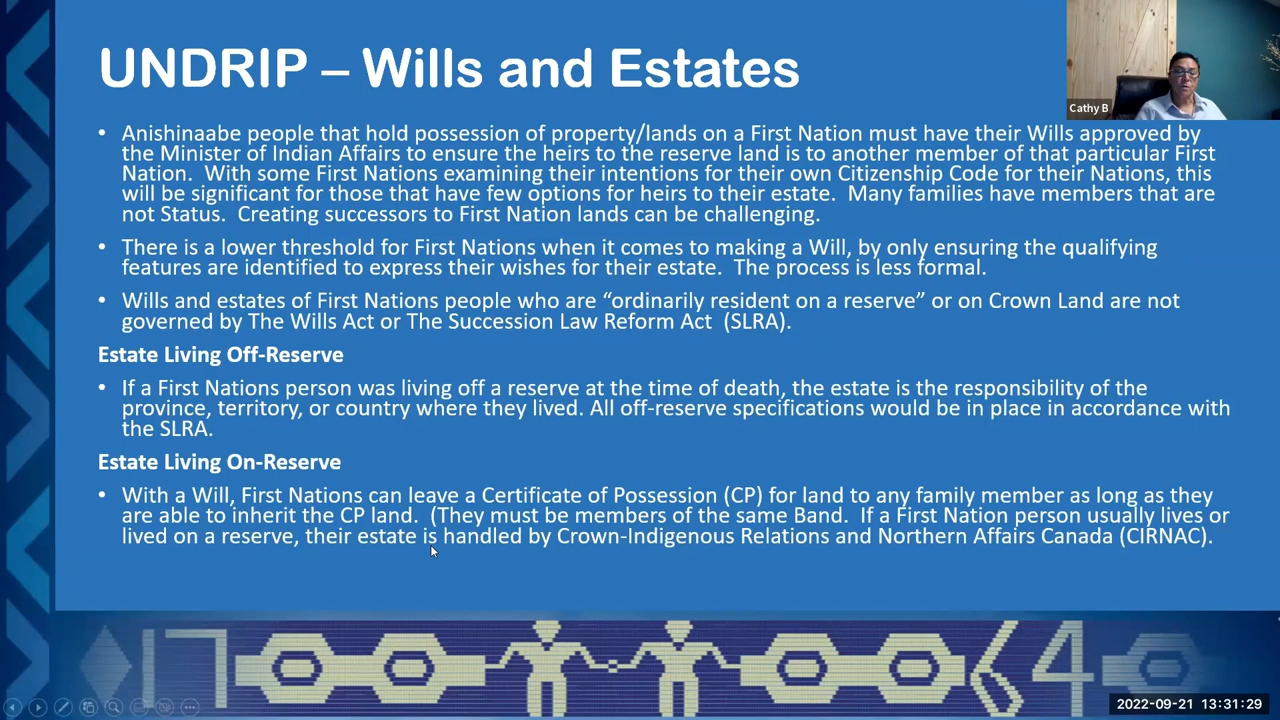 UNDRIP – Wills and Estates
Cathy B
• Anishinaabe people that hold possession of property/lands on a First Nation must have their Wills approved by
the Minister of Indian Affairs to ensure the heirs to the reserve land is to another member of that particular First
Nation.  With some First Nations examining their intentions for their own Citizenship Code for their Nations, this
will be significant for those that have few options for heirs to their estate.  Many families have members that are
not Status.  Creating successors to First Nation lands can be challenging.
• There is a lower threshold for First Nations when it comes to making a Will, by only ensuring the qualifying
features are identified to express their wishes for their estate.  The process is less formal.
• Wills and estates of First Nations people who are “ordinarily resident on a reserve” or on Crown Land are not
governed by The Wills Act or The Succession Law Reform Act  (SLRA).
Estate Living Off-Reserve
• If a First Nations person was living off a reserve at the time of death, the estate is the responsibility of the
province, territory, or country where they lived. All off-reserve specifications would be in place in accordance with
the SLRA.
Estate Living On-Reserve
• With a Will, First Nations can leave a Certificate of Possession (CP) for land to any family member as long as they
are able to inherit the CP land.  (They must be members of the same Band.  If a First Nation person usually lives or
lived on a reserve, their estate is handled by Crown-Indigenous Relations and Northern Affairs Canada (CIRNAC).
17 64
2022-09-21 13:31:29